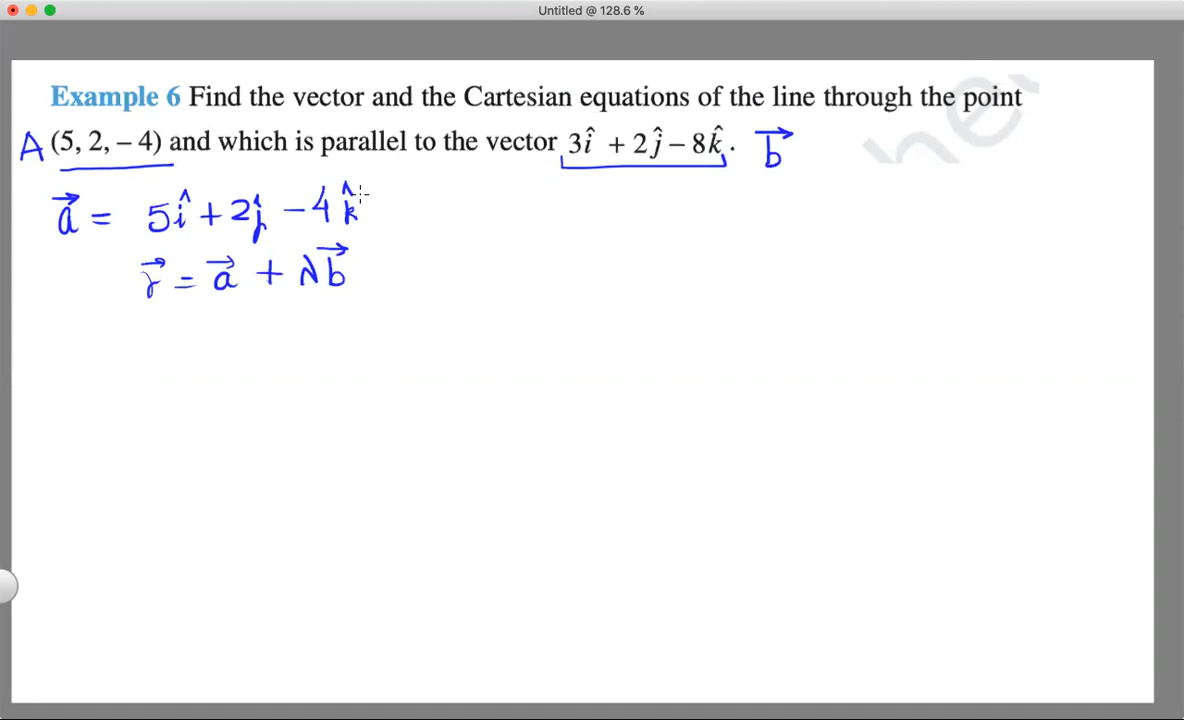 Untitled @ 128.6 %
Example 6 Find the vector and the Cartesian equations of the line through the point
A (5, 2, – 4) and which is parallel to the vector 3î + 2ĵ – 8k̂ . b⃗
a⃗ = 5î + 2ĵ – 4k̂
r⃗ = a⃗ + λb⃗